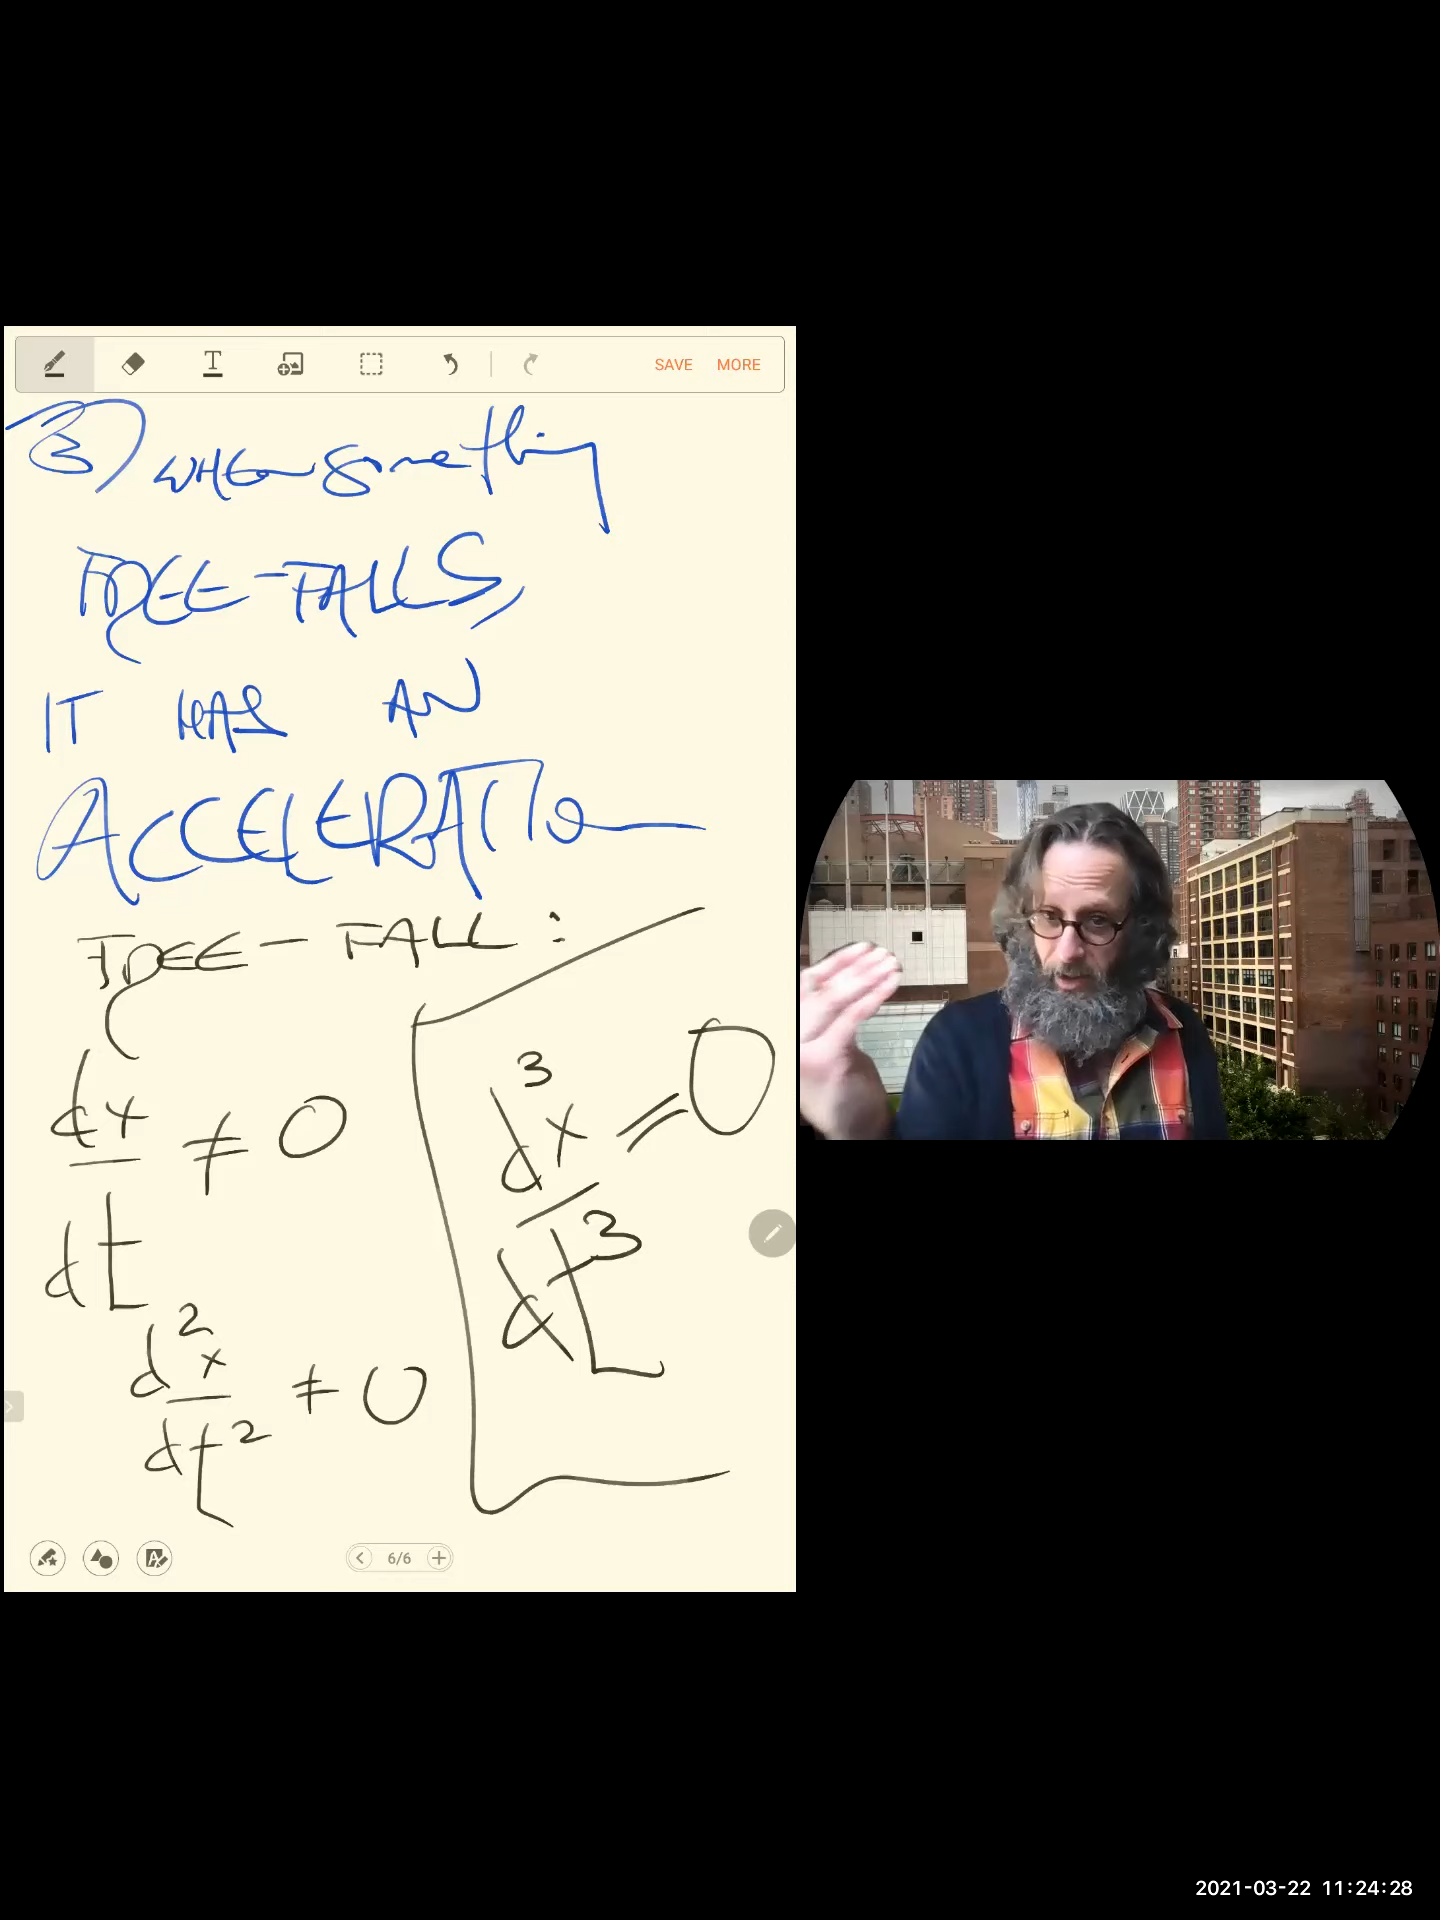 SAVE MORE
3) WHEN something
FREE-FALLS,
IT HAS AN
ACCELERATION
FREE-FALL:
dx/dt ≠ 0
d²x/dt² ≠ 0
d³x/dt³ = 0
6/6
2021-03-22 11:24:28